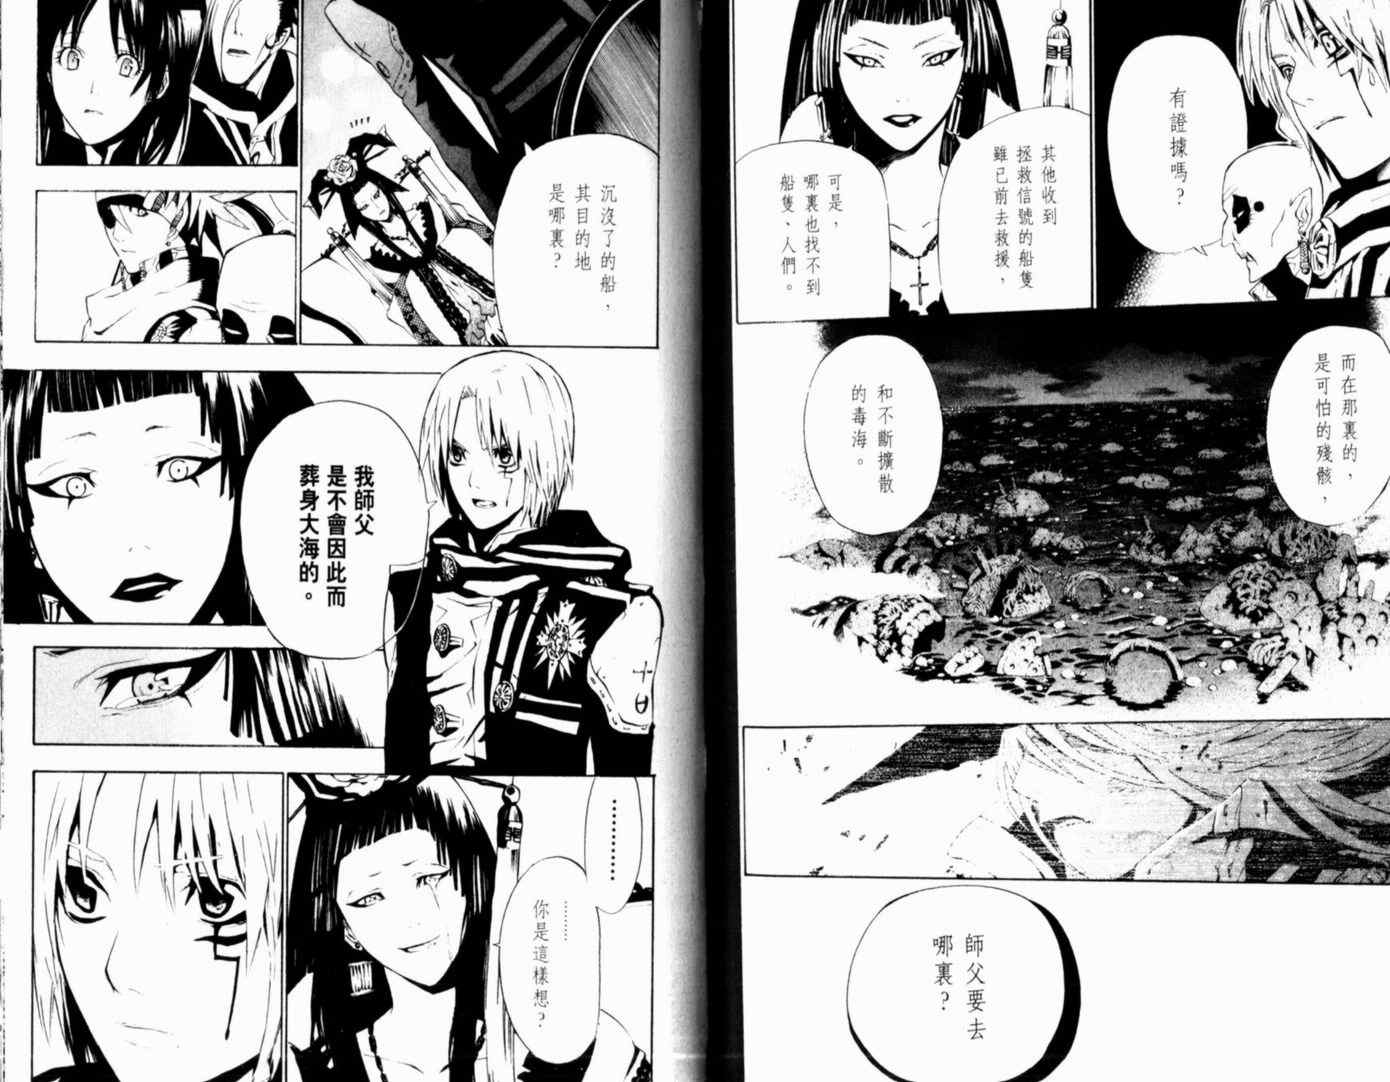 有證據嗎？
其他收到
拯救信號的船隻
雖已前去救援，
可是，
哪裏也找不到
船隻、人們。
而在那裏的，
是可怕的殘骸，
和不斷擴散
的毒海。
師父要去
哪裏？
沉沒了的船，
其目的地
是哪裏？
我師父
是不會因此而
葬身大海的。
…………
……
你是這樣想？